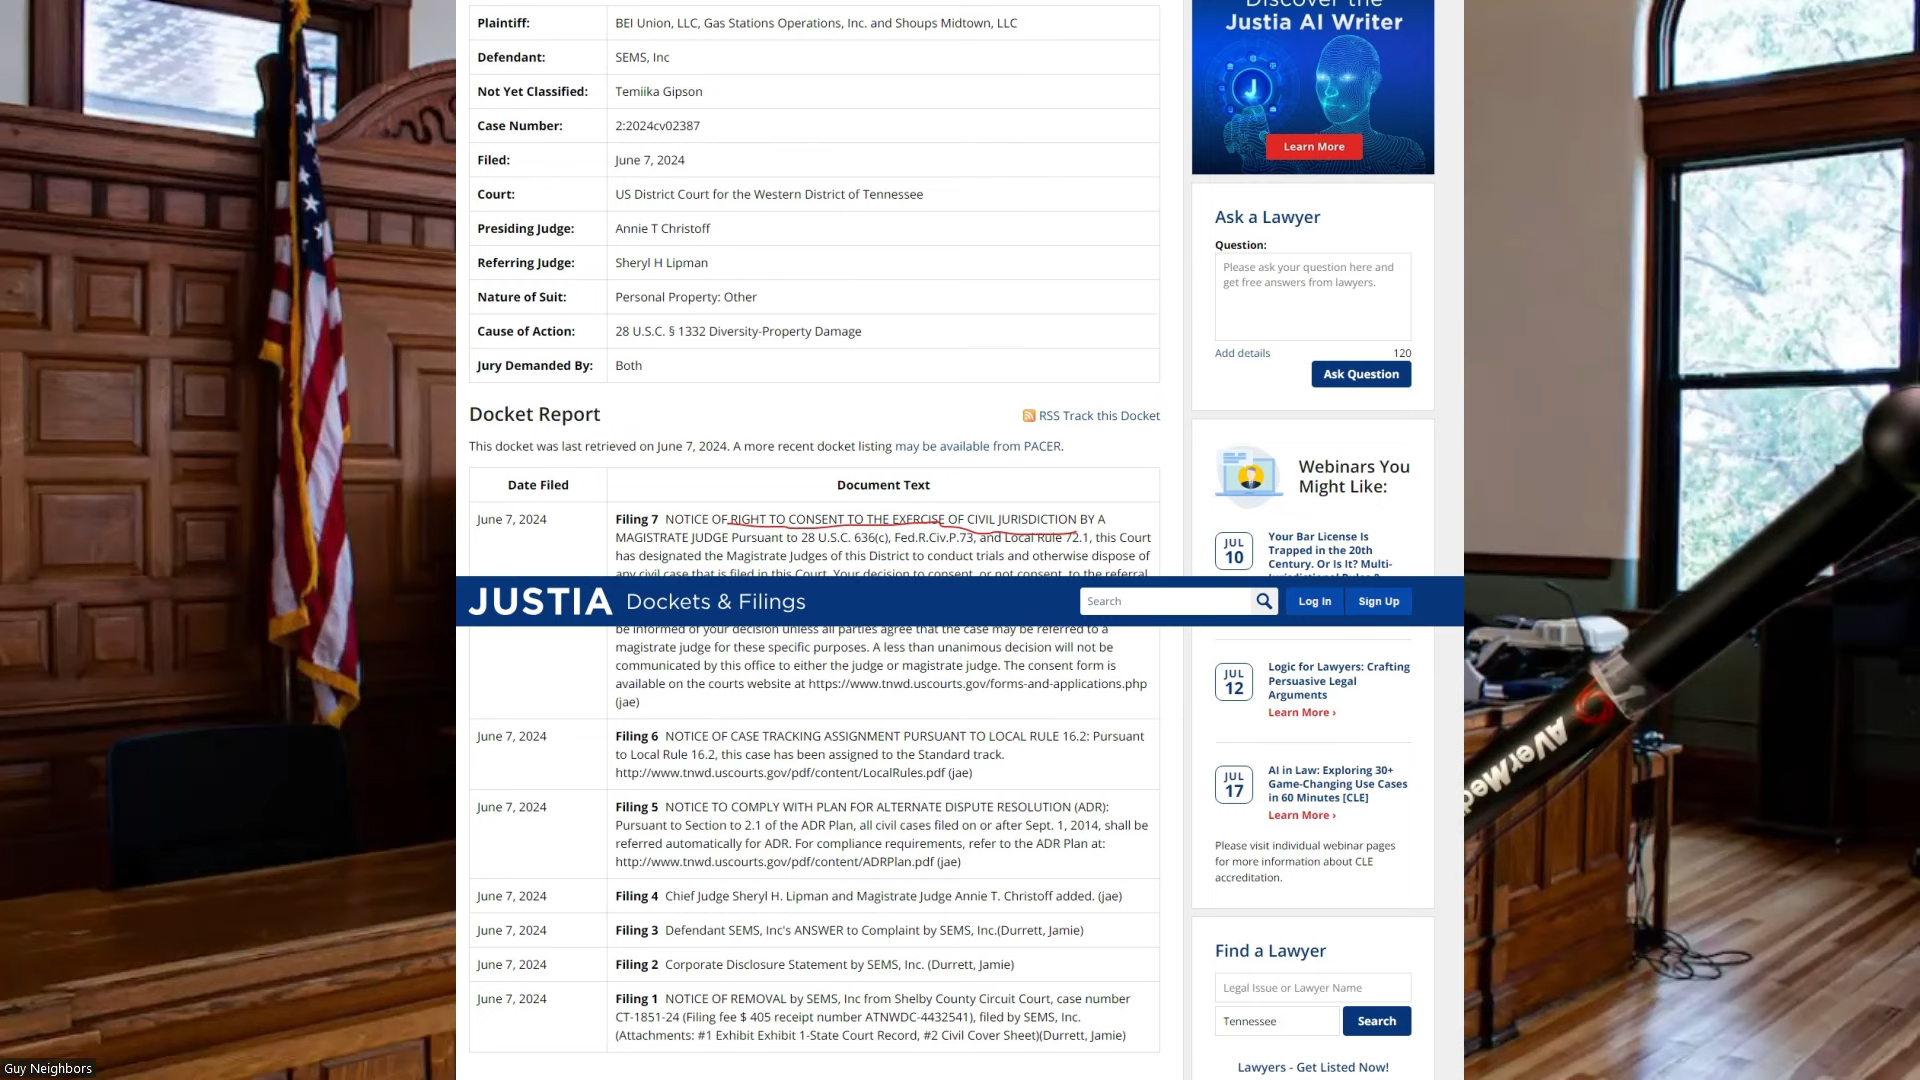 Plaintiff: BEI Union, LLC, Gas Stations Operations, Inc. and Shoups Midtown, LLC
Defendant: SEMS, Inc
Not Yet Classified: Temiika Gipson
Case Number: 2:2024cv02387
Filed: June 7, 2024
Court: US District Court for the Western District of Tennessee
Presiding Judge: Annie T Christoff
Referring Judge: Sheryl H Lipman
Nature of Suit: Personal Property: Other
Cause of Action: 28 U.S.C. § 1332 Diversity-Property Damage
Jury Demanded By: Both
Docket Report
RSS Track this Docket
This docket was last retrieved on June 7, 2024. A more recent docket listing may be available from PACER.
Date Filed Document Text
June 7, 2024 Filing 7 NOTICE OF RIGHT TO CONSENT TO THE EXERCISE OF CIVIL JURISDICTION BY A
MAGISTRATE JUDGE Pursuant to 28 U.S.C. 636(c), Fed.R.Civ.P.73, and Local Rule 72.1, this Court
has designated the Magistrate Judges of this District to conduct trials and otherwise dispose of
any civil case that is filed in this Court. Your decision to consent, or not consent, to the referral
JUSTIA Dockets & Filings
Search
Log In
Sign Up
be informed of your decision unless all parties agree that the case may be referred to a
magistrate judge for these specific purposes. A less than unanimous decision will not be
communicated by this office to either the judge or magistrate judge. The consent form is
available on the courts website at https://www.tnwd.uscourts.gov/forms-and-applications.php
(jae)
June 7, 2024 Filing 6 NOTICE OF CASE TRACKING ASSIGNMENT PURSUANT TO LOCAL RULE 16.2: Pursuant
to Local Rule 16.2, this case has been assigned to the Standard track.
http://www.tnwd.uscourts.gov/pdf/content/LocalRules.pdf (jae)
June 7, 2024 Filing 5 NOTICE TO COMPLY WITH PLAN FOR ALTERNATE DISPUTE RESOLUTION (ADR):
Pursuant to Section to 2.1 of the ADR Plan, all civil cases filed on or after Sept. 1, 2014, shall be
referred automatically for ADR. For compliance requirements, refer to the ADR Plan at:
http://www.tnwd.uscourts.gov/pdf/content/ADRPlan.pdf (jae)
June 7, 2024 Filing 4 Chief Judge Sheryl H. Lipman and Magistrate Judge Annie T. Christoff added. (jae)
June 7, 2024 Filing 3 Defendant SEMS, Inc's ANSWER to Complaint by SEMS, Inc.(Durrett, Jamie)
June 7, 2024 Filing 2 Corporate Disclosure Statement by SEMS, Inc. (Durrett, Jamie)
June 7, 2024 Filing 1 NOTICE OF REMOVAL by SEMS, Inc from Shelby County Circuit Court, case number
CT-1851-24 (Filing fee $ 405 receipt number ATNWDC-4432541), filed by SEMS, Inc.
(Attachments: #1 Exhibit Exhibit 1-State Court Record, #2 Civil Cover Sheet)(Durrett, Jamie)
Discover the
Justia AI Writer
J
Learn More
Ask a Lawyer
Question:
Please ask your question here and
get free answers from lawyers.
Add details 120
Ask Question
Webinars You
Might Like:
JUL
10
Your Bar License Is
Trapped in the 20th
Century. Or Is It? Multi-
JUL
12
Logic for Lawyers: Crafting
Persuasive Legal
Arguments
Learn More ›
JUL
17
AI in Law: Exploring 30+
Game-Changing Use Cases
in 60 Minutes [CLE]
Learn More ›
Please visit individual webinar pages
for more information about CLE
accreditation.
Find a Lawyer
Legal Issue or Lawyer Name
Tennessee
Search
Lawyers - Get Listed Now!
AVerMedia
Guy Neighbors